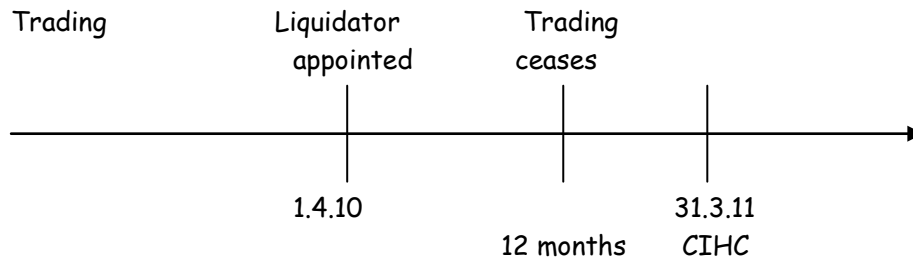 Trading Liquidator Trading
appointed ceases
1.4.10 31.3.11
12 months CIHC